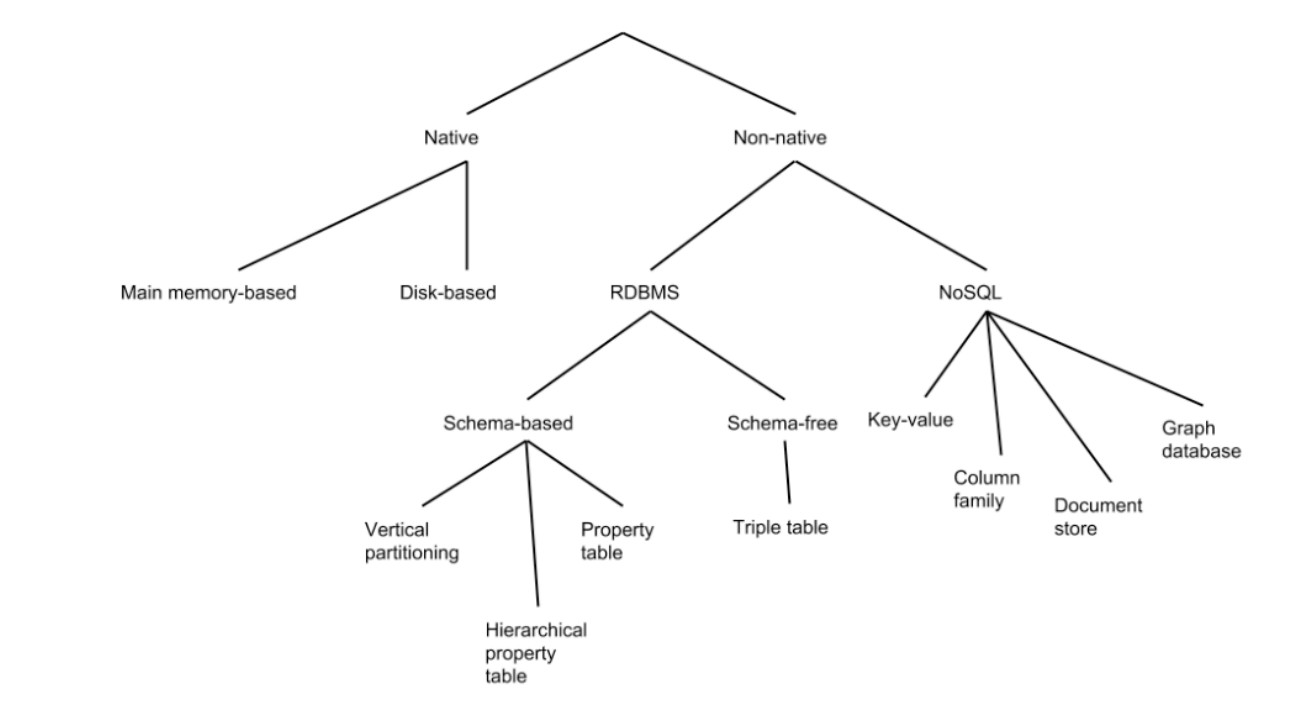 Native
Non-native
Main memory-based
Disk-based
RDBMS
NoSQL
Schema-based
Schema-free
Key-value
Graph
database
Column
family
Document
store
Vertical
partitioning
Property
table
Triple table
Hierarchical
property
table